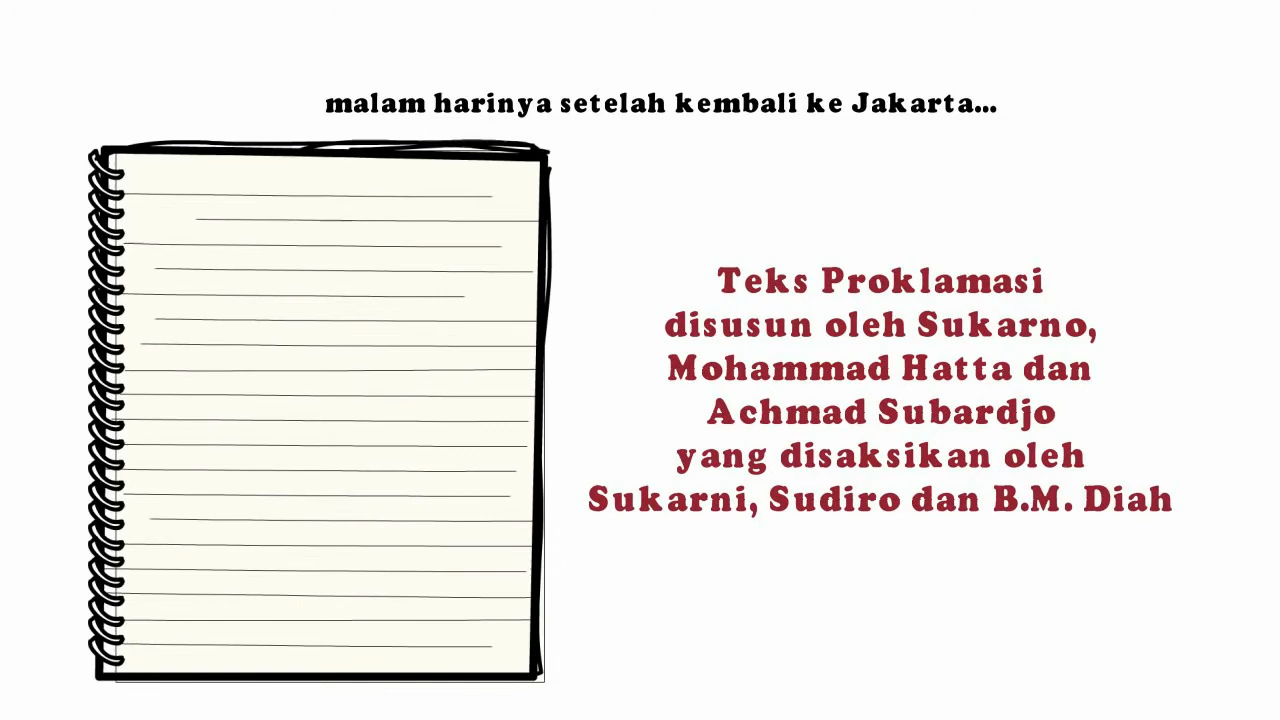 malam harinya setelah kembali ke Jakarta...
Teks Proklamasi
disusun oleh Sukarno,
Mohammad Hatta dan
Achmad Subardjo
yang disaksikan oleh
Sukarni, Sudiro dan B.M. Diah